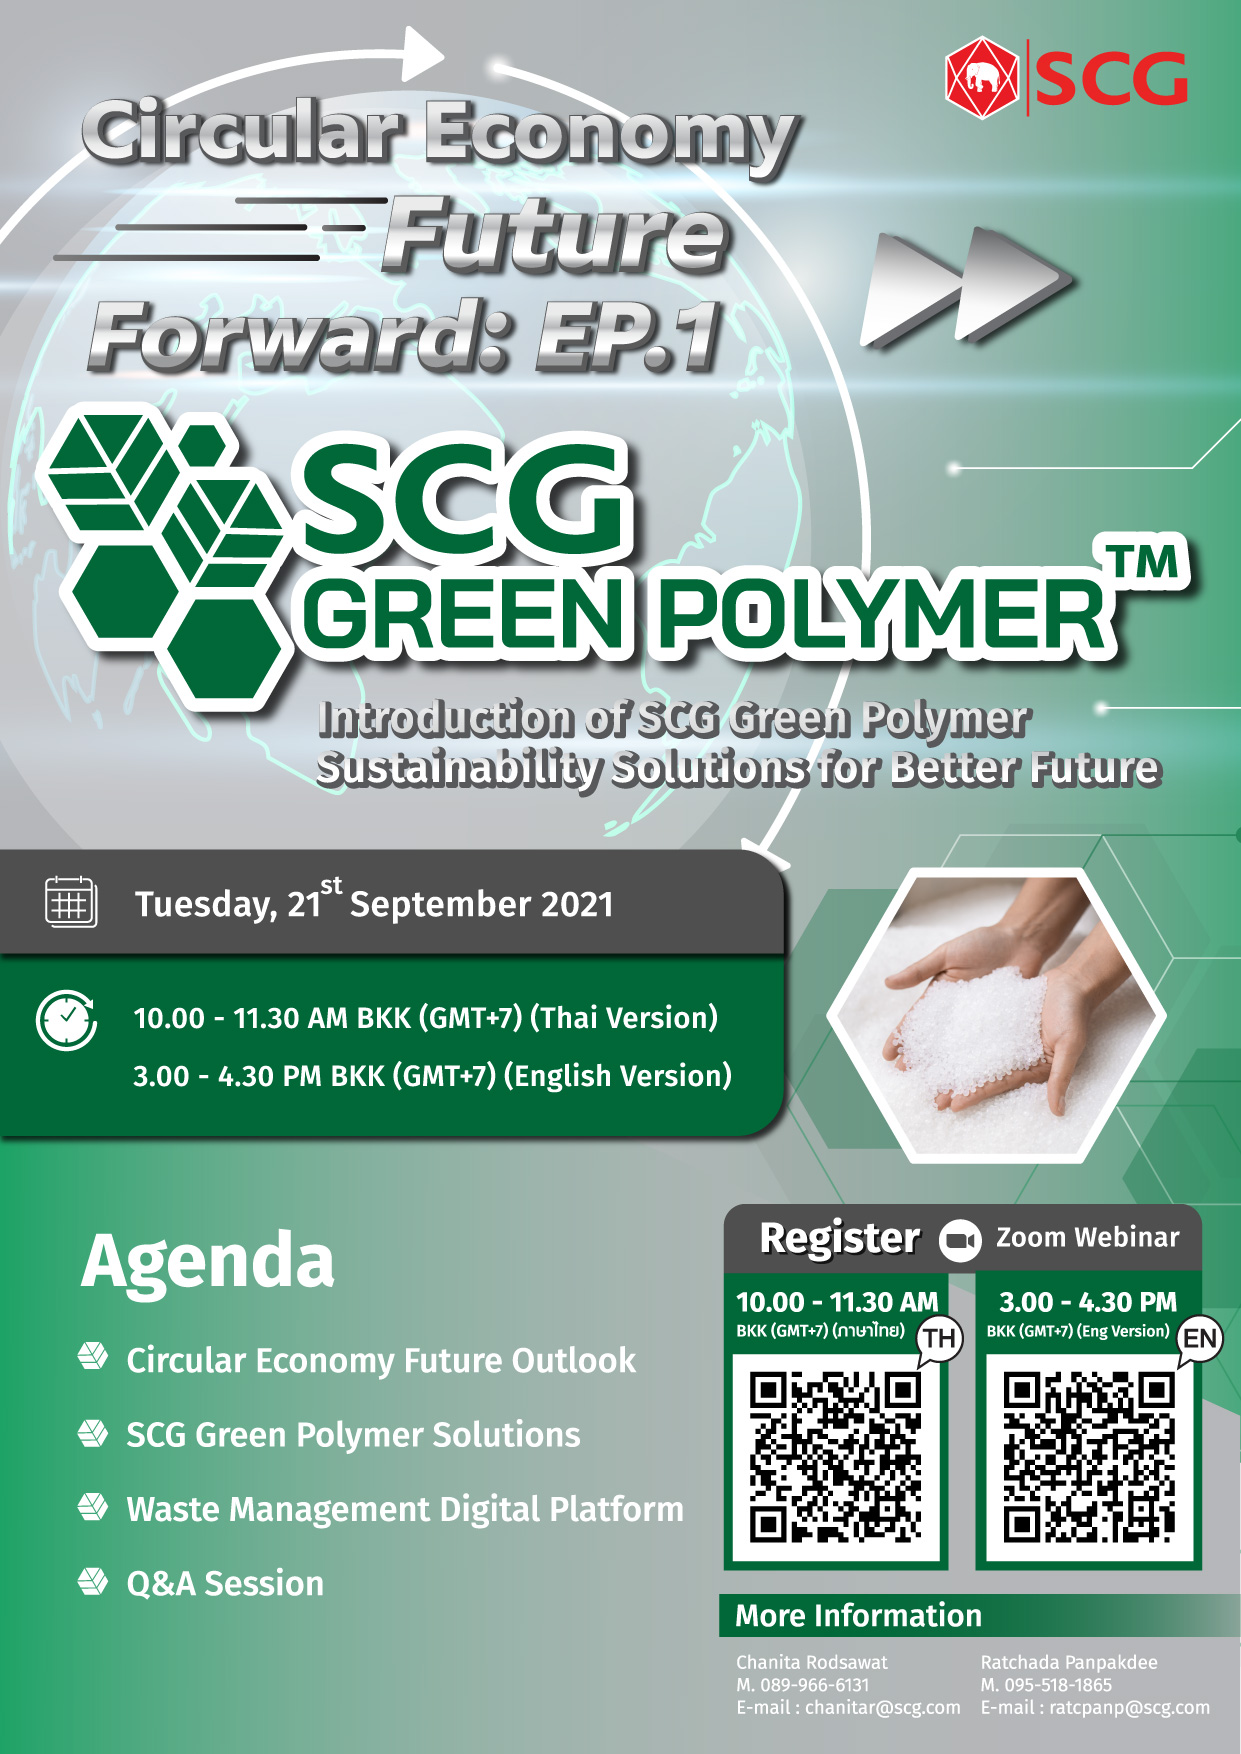 SCG
Circular Economy
Future
Forward: EP.1
SCG
GREEN POLYMER™
Introduction of SCG Green Polymer
Sustainability Solutions for Better Future
Tuesday, 21st September 2021
10.00 - 11.30 AM BKK (GMT+7) (Thai Version)
3.00 - 4.30 PM BKK (GMT+7) (English Version)
Agenda
Circular Economy Future Outlook
SCG Green Polymer Solutions
Waste Management Digital Platform
Q&A Session
Register Zoom Webinar
10.00 - 11.30 AM
BKK (GMT+7) (ภาษาไทย)
TH
3.00 - 4.30 PM
BKK (GMT+7) (Eng Version)
EN
More Information
Chanita Rodsawat
M. 089-966-6131
E-mail : chanitar@scg.com
Ratchada Panpakdee
M. 095-518-1865
E-mail : ratcpanp@scg.com